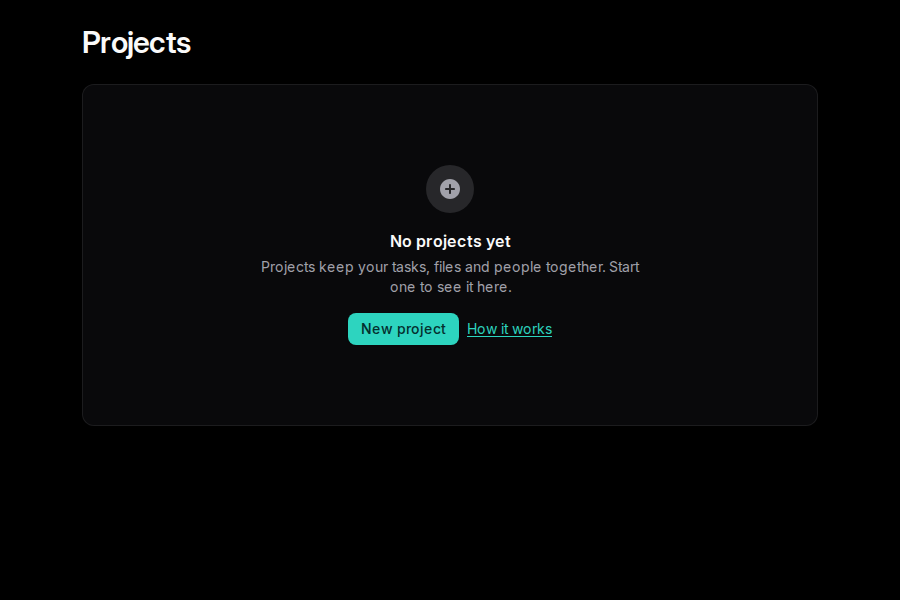 Projects
No projects yet
Projects keep your tasks, files and people together. Start
one to see it here.
New project
How it works